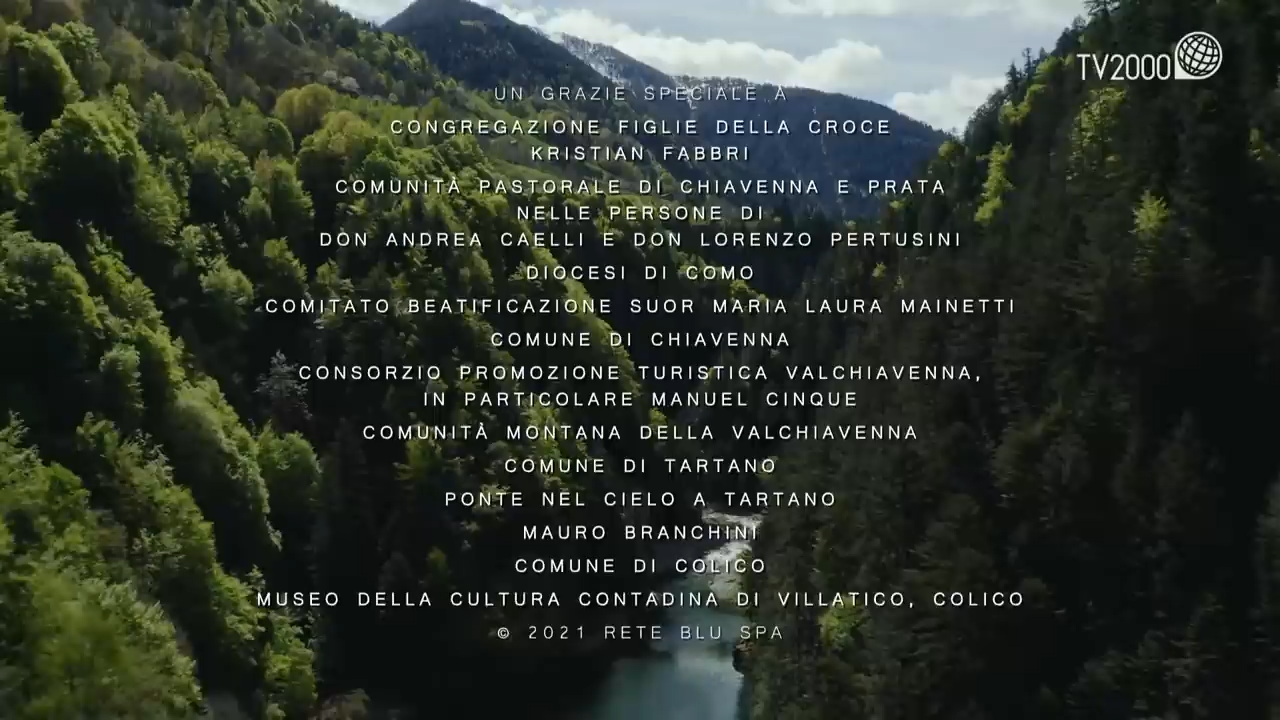 TV2000
UN GRAZIE SPECIALE A
CONGREGAZIONE FIGLIE DELLA CROCE
KRISTIAN FABBRI
COMUNITÀ PASTORALE DI CHIAVENNA E PRATA
NELLE PERSONE DI
DON ANDREA CAELLI E DON LORENZO PERTUSINI
DIOCESI DI COMO
COMITATO BEATIFICAZIONE SUOR MARIA LAURA MAINETTI
COMUNE DI CHIAVENNA
CONSORZIO PROMOZIONE TURISTICA VALCHIAVENNA,
IN PARTICOLARE MANUEL CINQUE
COMUNITÀ MONTANA DELLA VALCHIAVENNA
COMUNE DI TARTANO
PONTE NEL CIELO A TARTANO
MAURO BRANCHINI
COMUNE DI COLICO
MUSEO DELLA CULTURA CONTADINA DI VILLATICO, COLICO
© 2021 RETE BLU SPA